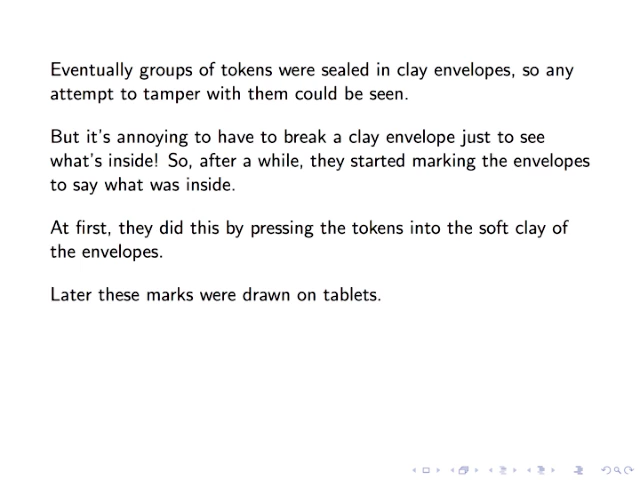 Eventually groups of tokens were sealed in clay envelopes, so any
attempt to tamper with them could be seen.
But it's annoying to have to break a clay envelope just to see
what's inside! So, after a while, they started marking the envelopes
to say what was inside.
At first, they did this by pressing the tokens into the soft clay of
the envelopes.
Later these marks were drawn on tablets.